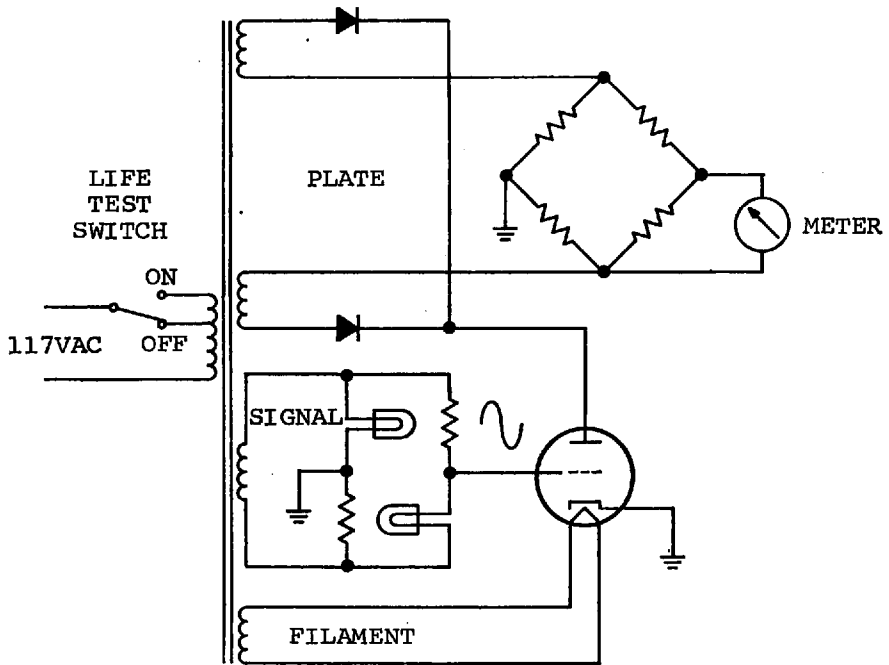 LIFE
TEST
SWITCH
PLATE
METER
ON
117VAC
OFF
SIGNAL
FILAMENT